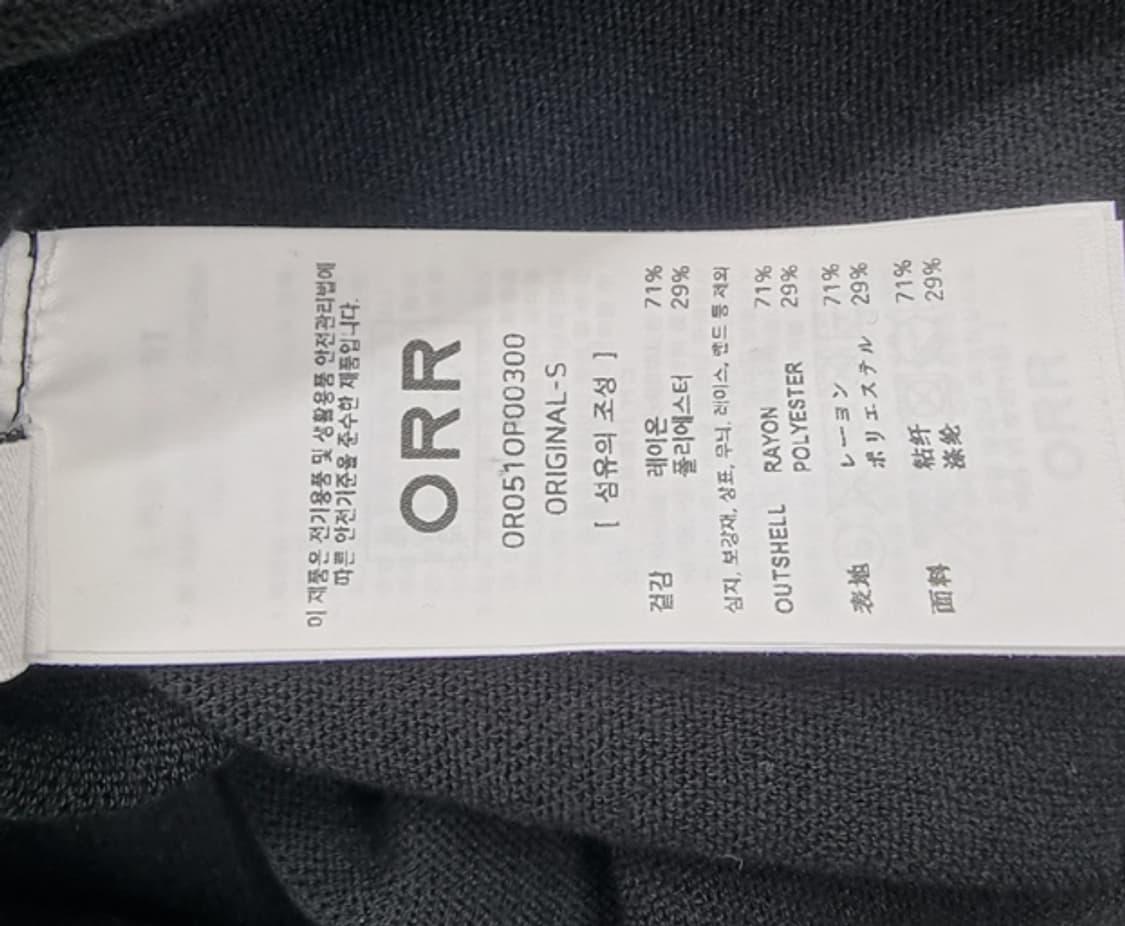 이 제품은 전기용품 및 생활용품 안전관리법에
따른 안전기준을 준수한 제품입니다.
ORR
OR0510P00300
ORIGINAL-S
[ 섬유의 조성 ]
겉감 레이온 71%
폴리에스터 29%
심지, 보강재, 상표, 무늬, 레이스, 밴드 등 제외
OUTSHELL RAYON 71%
POLYESTER 29%
表地 レーヨン 71%
ポリエステル 29%
面料 粘纤 71%
涤纶 29%